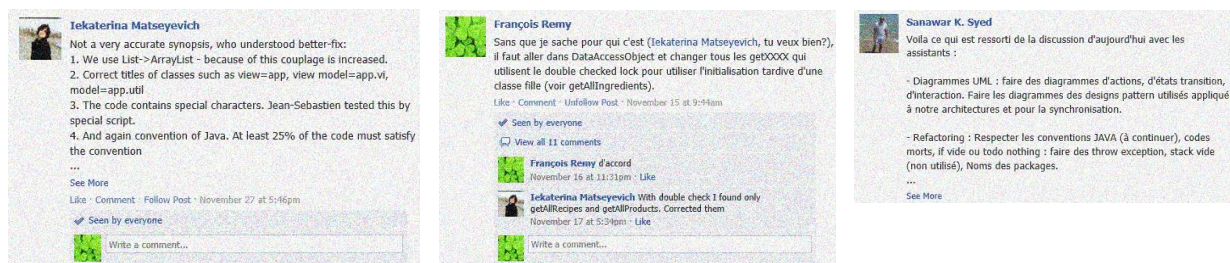 Iekaterina Matseyevich
Not a very accurate synopsis, who understood better-fix:
1. We use List->ArrayList - because of this couplage is increased.
2. Correct titles of classes such as view=app, view model=app.vi,
model=app.util
3. The code contains special characters. Jean-Sebastien tested this by
special script.
4. And again convention of Java. At least 25% of the code must satisfy
the convention
...
See More
Like · Comment · Follow Post · November 27 at 5:46pm
Seen by everyone
Write a comment...
François Remy
Sans que je sache pour qui c'est (Iekaterina Matseyevich, tu veux bien?),
il faut aller dans DataAccessObject et changer tous les getXXXX qui
utilisent le double checked lock pour utiliser l'initialisation tardive d'une
classe fille (voir getAllIngredients).
Like · Comment · Unfollow Post · November 15 at 9:44am
Seen by everyone
View all 11 comments
François Remy d'accord
November 16 at 11:31pm · Like
Iekaterina Matseyevich With double check I found only
getAllRecipes and getAllProducts. Corrected them
November 17 at 5:34pm · Like
Write a comment...
Sanawar K. Syed
Voila ce qui est ressorti de la discussion d'aujourd'hui avec les
assistants :
- Diagrammes UML : faire des diagrammes d'actions, d'états transition,
d'interaction. Faire les diagrammes des designs pattern utilisés appliqué
à notre architectures et pour la synchronisation.
- Refactoring : Respecter les conventions JAVA (à continuer), codes
morts, if vide ou todo nothing : faire des throw exception, stack vide
(non utilisé), Noms des packages.
...
See More